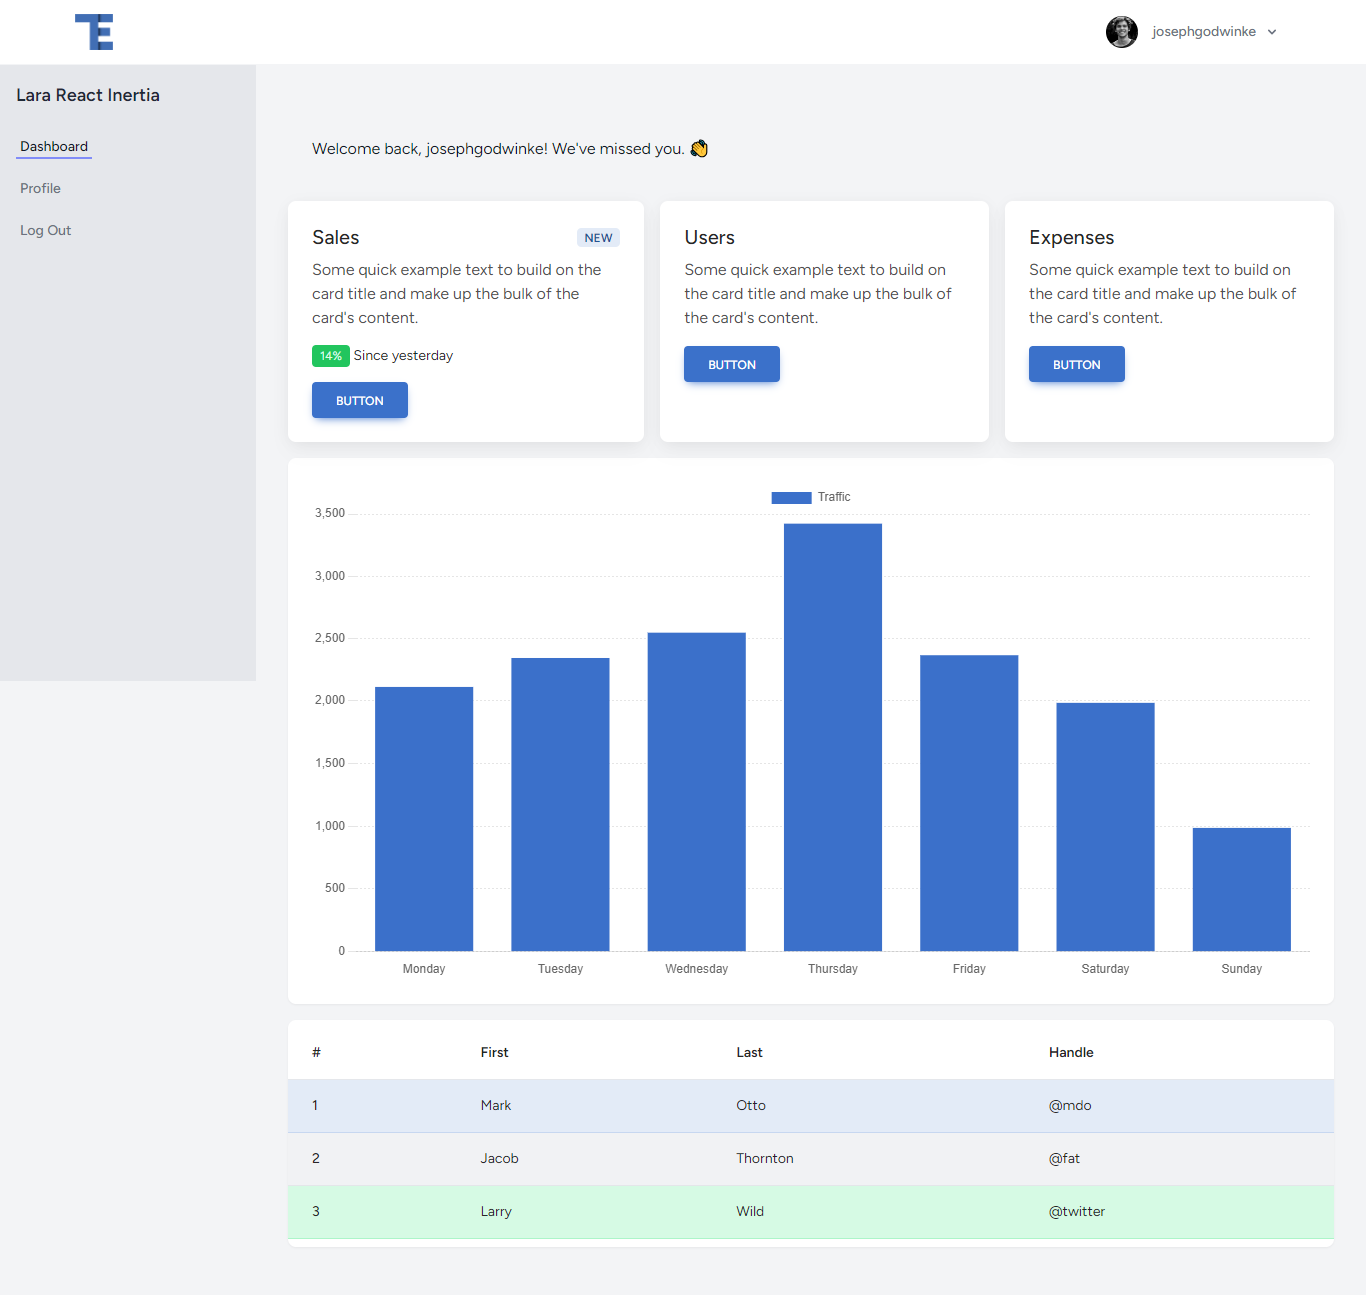 TE
josephgodwinke
Lara React Inertia
Dashboard
Profile
Log Out
Welcome back, josephgodwinke! We've missed you. 👋
Sales
NEW
Some quick example text to build on the
card title and make up the bulk of the
card's content.
14% Since yesterday
BUTTON
Users
Some quick example text to build on
the card title and make up the bulk of
the card's content.
BUTTON
Expenses
Some quick example text to build on
the card title and make up the bulk of
the card's content.
BUTTON
Traffic
3,500
3,000
2,500
2,000
1,500
1,000
500
0
Monday Tuesday Wednesday Thursday Friday Saturday Sunday
# First Last Handle
1 Mark Otto @mdo
2 Jacob Thornton @fat
3 Larry Wild @twitter